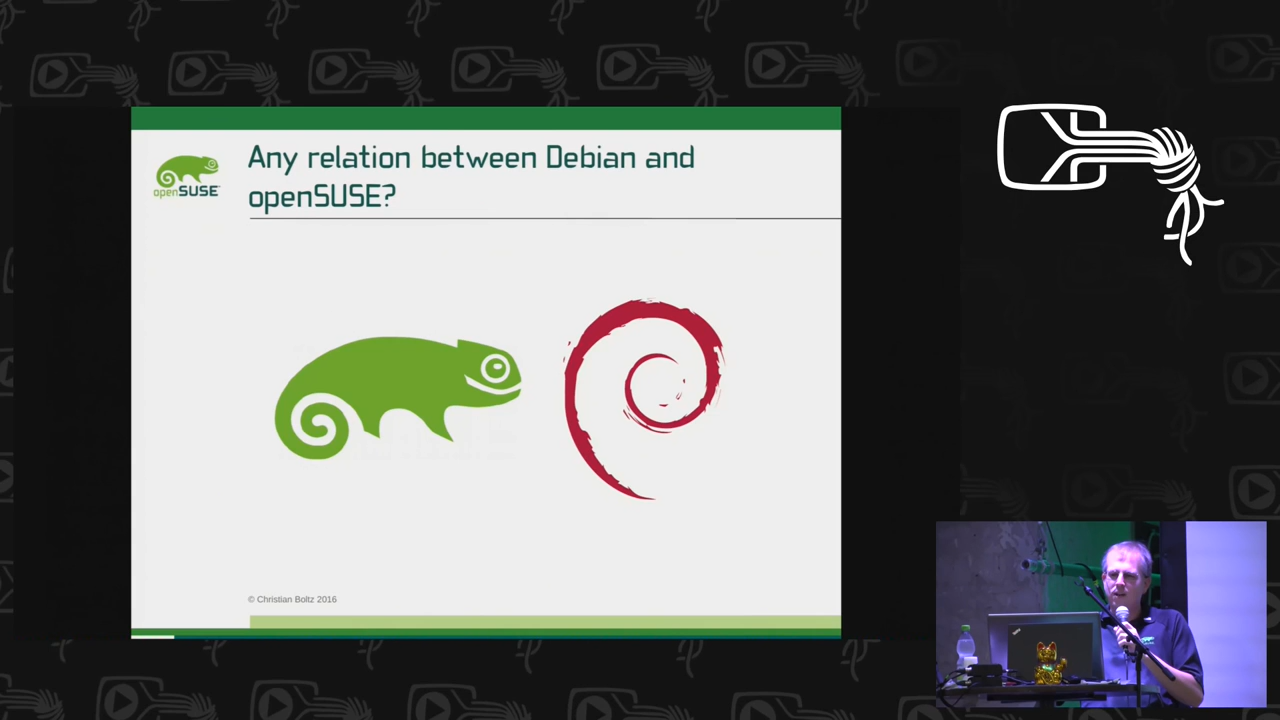 Any relation between Debian and
openSUSE?
openSUSE
© Christian Boltz 2016